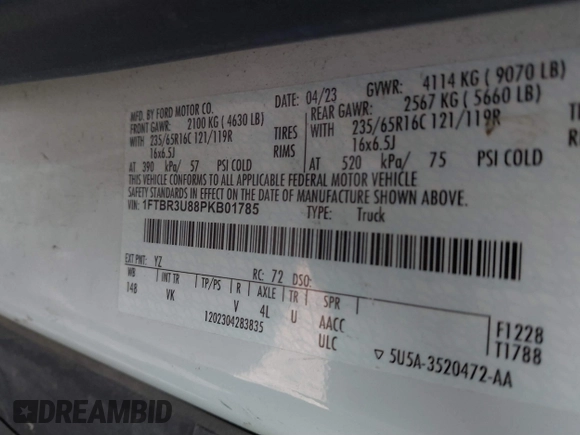 MFD. BY FORD MOTOR CO.
DATE: 04/23 GVWR: 4114 KG ( 9070 LB)
FRONT GAWR: 2100 KG ( 4630 LB) REAR GAWR: 2567 KG ( 5660 LB)
WITH 235/65R16C 121/119R TIRES WITH 235/65R16C 121/119R
16x6.5J RIMS 16x6.5J
AT 390 kPa/ 57 PSI COLD AT 520 kPa/ 75 PSI COLD
THIS VEHICLE CONFORMS TO ALL APPLICABLE FEDERAL MOTOR VEHICLE
SAFETY STANDARDS IN EFFECT ON THE DATE OF MANUFACTURE SHOWN ABOVE.
VIN: 1FTBR3U88PKB01785
TYPE: Truck
EXT PNT: YZ RC: 72 DSO:
WB INT TR TP/PS R AXLE TR SPR
148 VK V 4L U AACC
ULC
1202304283835
F1228
T1788
▽ 5U5A-3520472-AA
DREAMBID